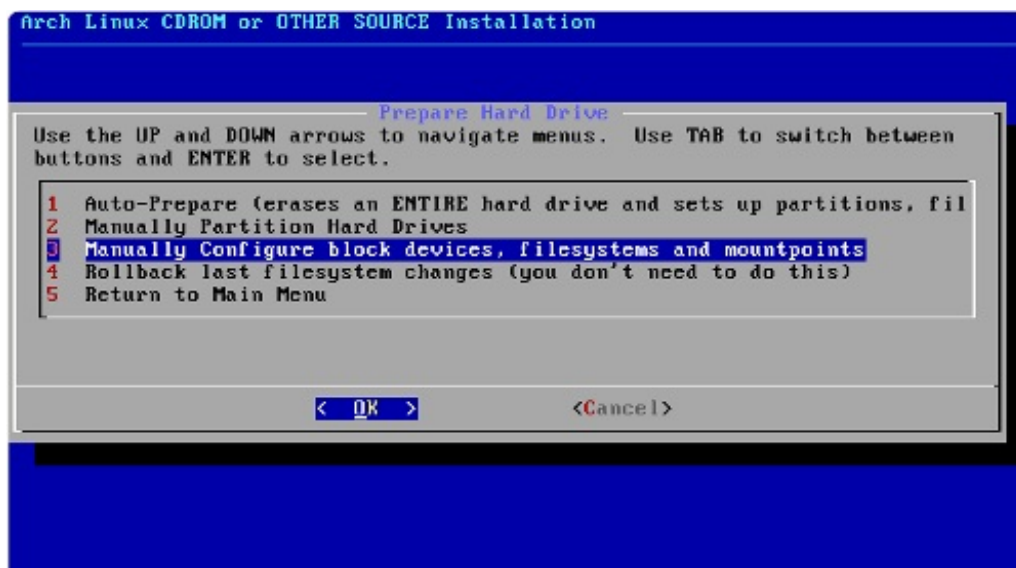 Arch Linux CDROM or OTHER SOURCE Installation
Prepare Hard Drive
Use the UP and DOWN arrows to navigate menus.  Use TAB to switch between
buttons and ENTER to select.
1  Auto-Prepare (erases an ENTIRE hard drive and sets up partitions, fil
2  Manually Partition Hard Drives
3  Manually Configure block devices, filesystems and mountpoints
4  Rollback last filesystem changes (you don't need to do this)
5  Return to Main Menu
<  OK  > <Cancel>